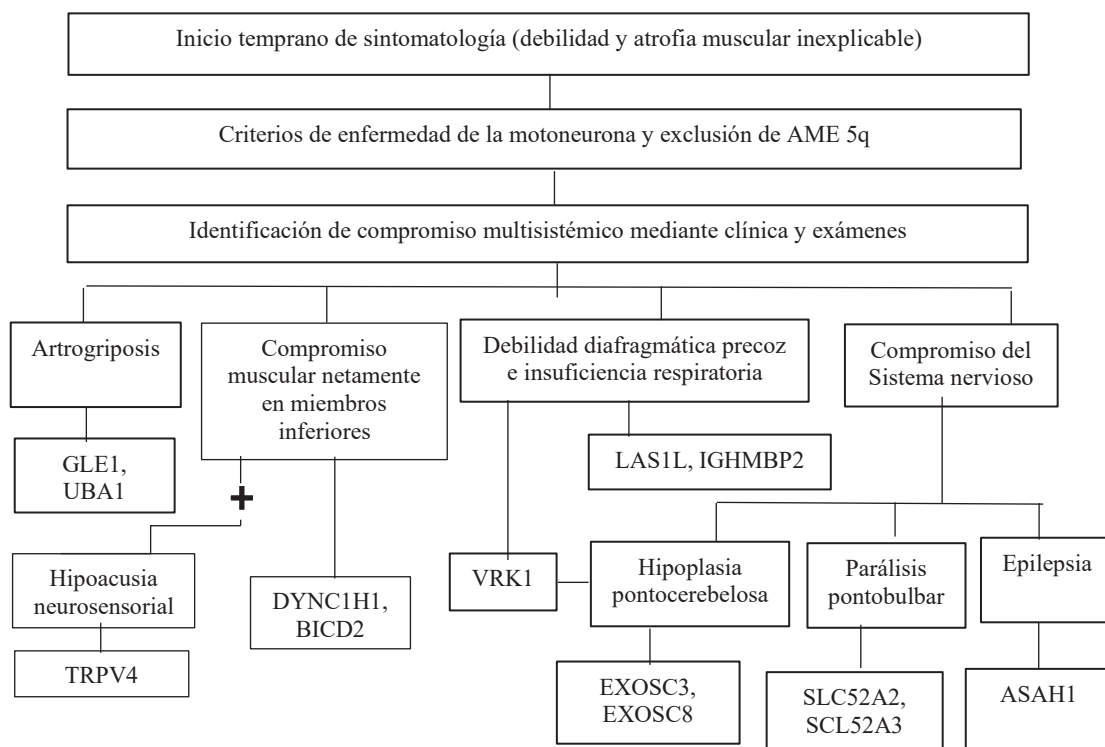 Inicio temprano de sintomatología (debilidad y atrofia muscular inexplicable)
Criterios de enfermedad de la motoneurona y exclusión de AME 5q
Identificación de compromiso multisistémico mediante clínica y exámenes
Artrogriposis
Compromiso
muscular netamente
en miembros
inferiores
Debilidad diafragmática precoz
e insuficiencia respiratoria
Compromiso del
Sistema nervioso
GLE1,
UBA1
LAS1L, IGHMBP2
+
Hipoacusia
neurosensorial
DYNC1H1,
BICD2
VRK1
Hipoplasia
pontocerebelosa
Parálisis
pontobulbar
Epilepsia
TRPV4
EXOSC3,
EXOSC8
SLC52A2,
SCL52A3
ASAH1